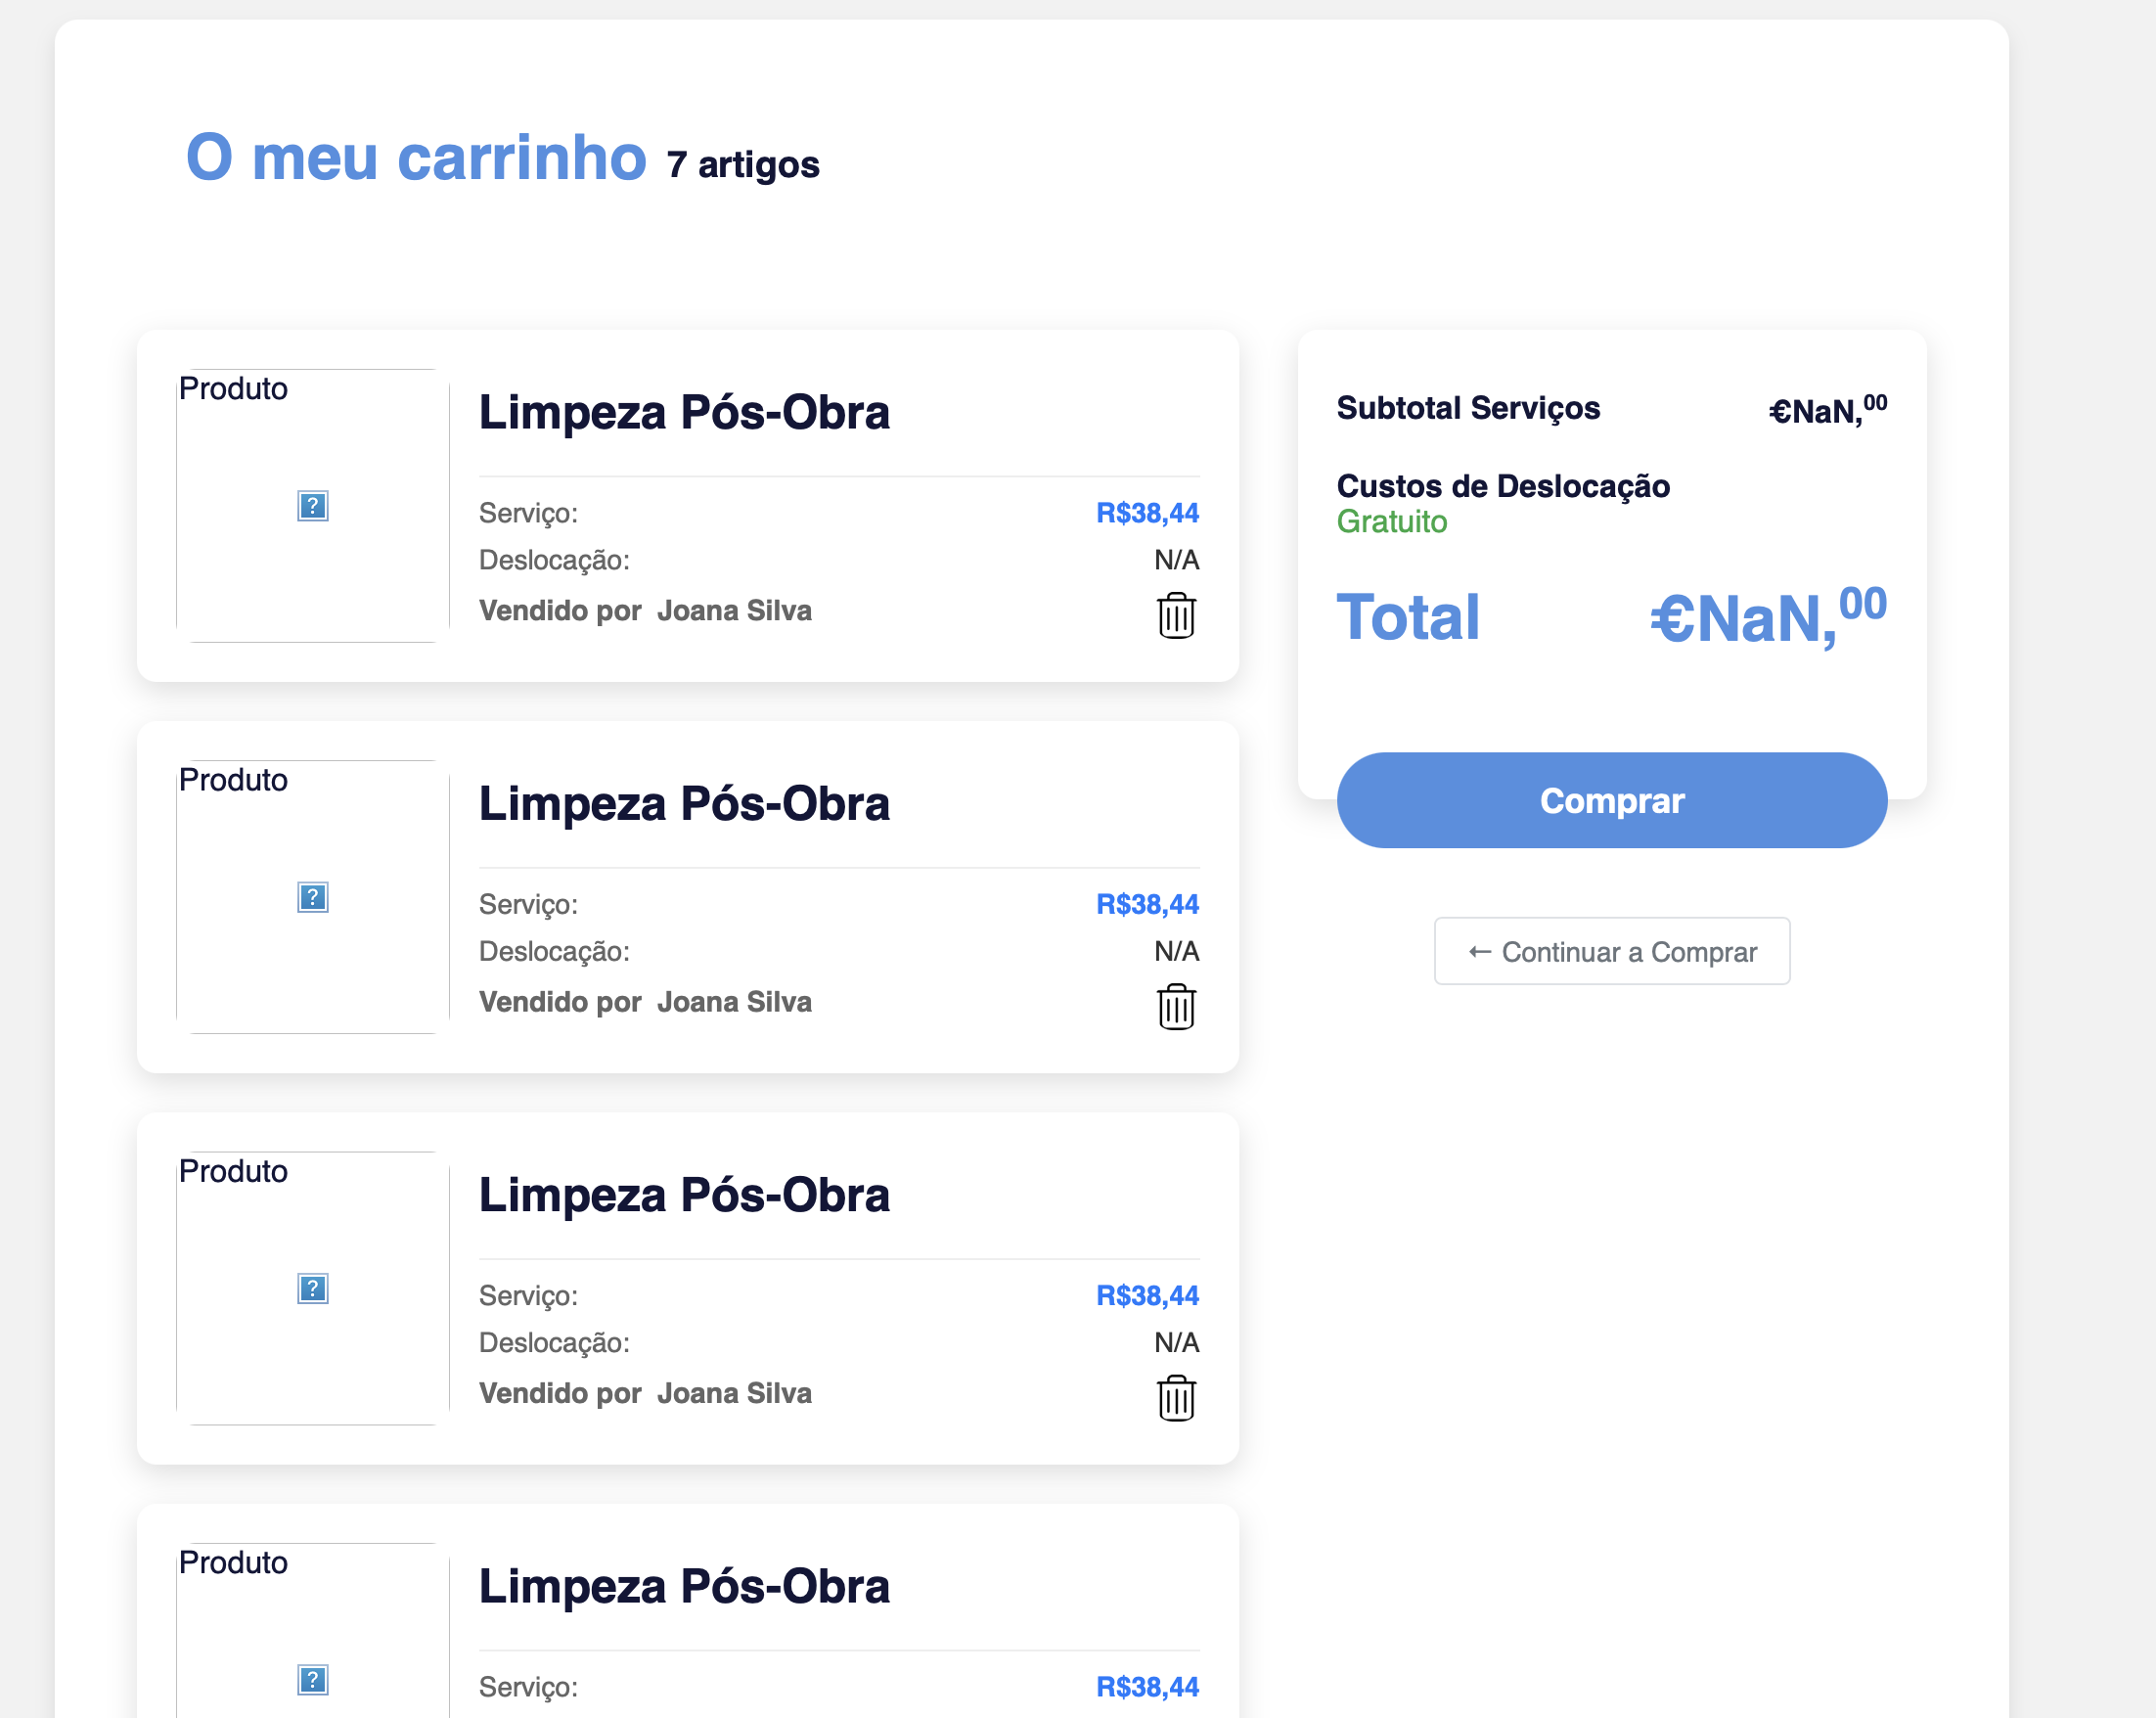 O meu carrinho 7 artigos
Produto
Limpeza Pós-Obra
Serviço: R$38,44
Deslocação: N/A
Vendido por Joana Silva
Produto
Limpeza Pós-Obra
Serviço: R$38,44
Deslocação: N/A
Vendido por Joana Silva
Produto
Limpeza Pós-Obra
Serviço: R$38,44
Deslocação: N/A
Vendido por Joana Silva
Produto
Limpeza Pós-Obra
Serviço: R$38,44
Subtotal Serviços €NaN,00
Custos de Deslocação
Gratuito
Total €NaN,00
Comprar
← Continuar a Comprar